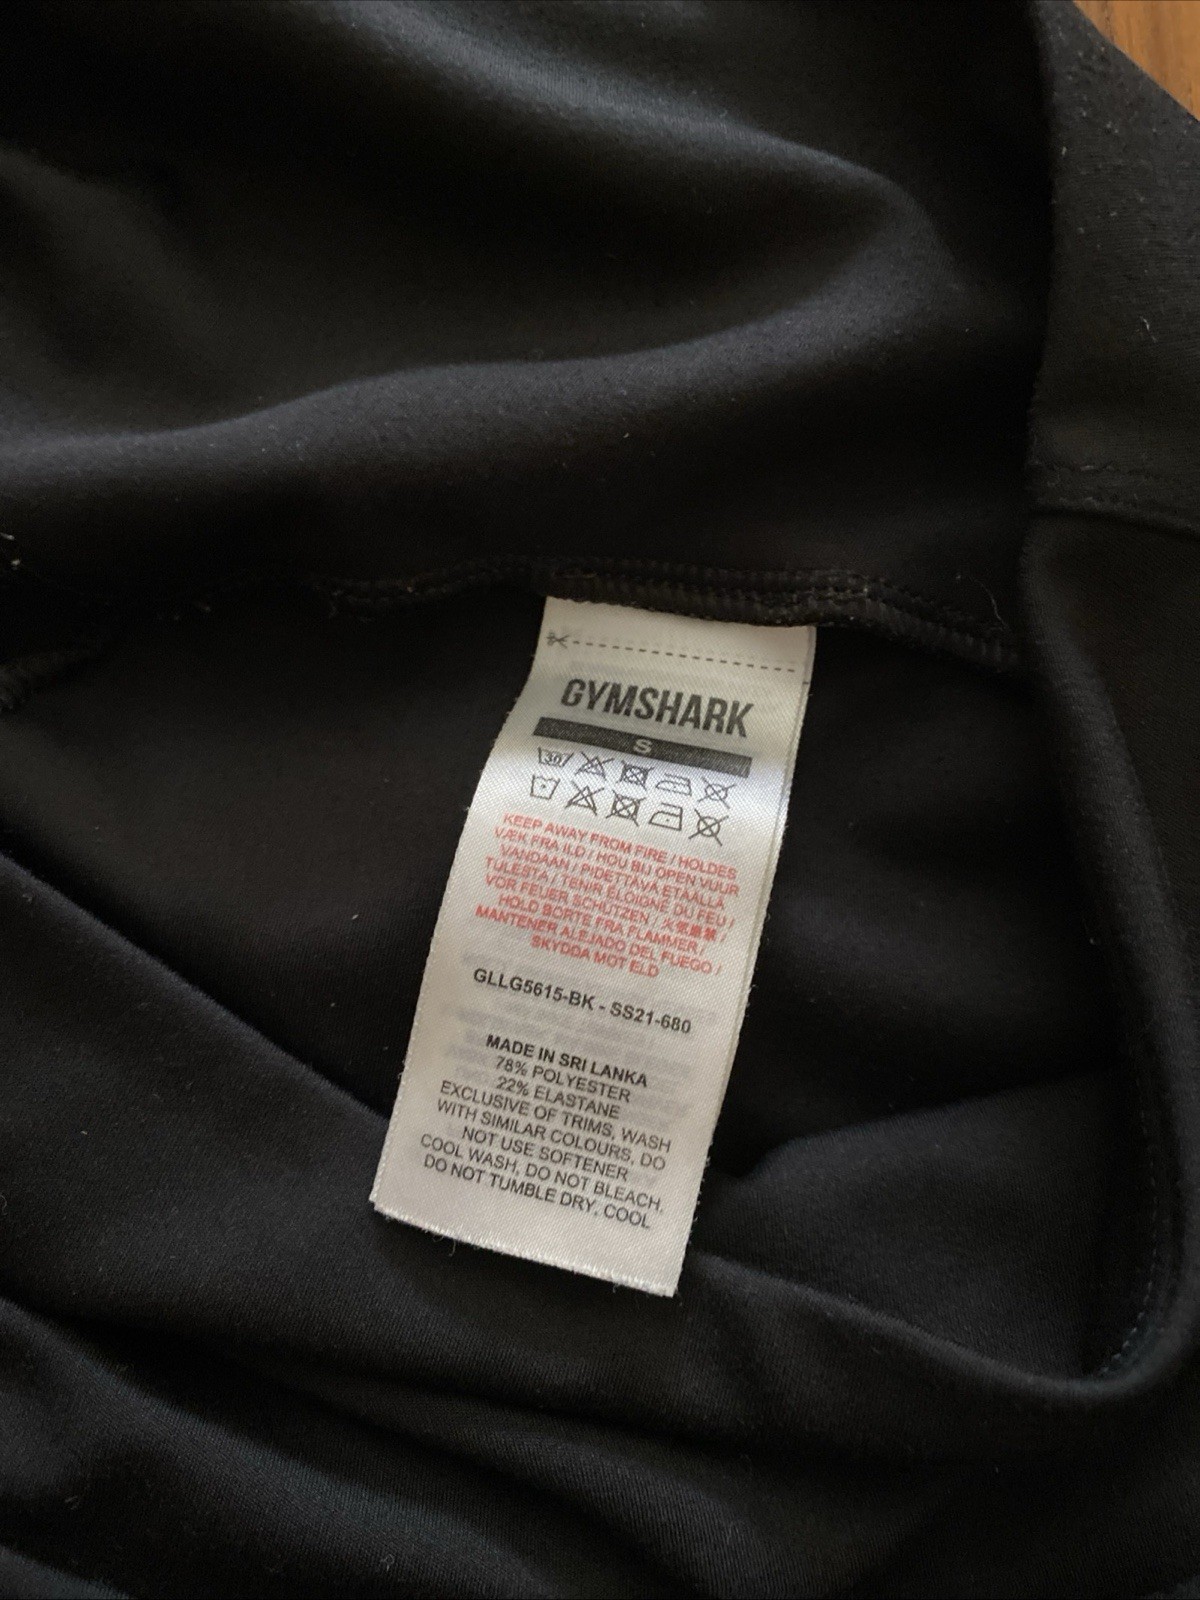 GYMSHARK
S
30
KEEP AWAY FROM FIRE / HOLDES
VÆK FRA ILD / HOU BIJ OPEN VUUR
VANDAAN / PIDETTÄVÄ ETÄÄLLÄ
TULESTA / TENIR ÉLOIGNÉ DU FEU /
VOR FEUER SCHÜTZEN / 火気厳禁 /
HOLD BORTE FRA FLAMMER /
MANTENER ALEJADO DEL FUEGO /
SKYDDA MOT ELD
GLLG5615-BK - SS21-680
MADE IN SRI LANKA
78% POLYESTER
22% ELASTANE
EXCLUSIVE OF TRIMS, WASH
WITH SIMILAR COLOURS, DO
NOT USE SOFTENER
COOL WASH, DO NOT BLEACH,
DO NOT TUMBLE DRY, COOL